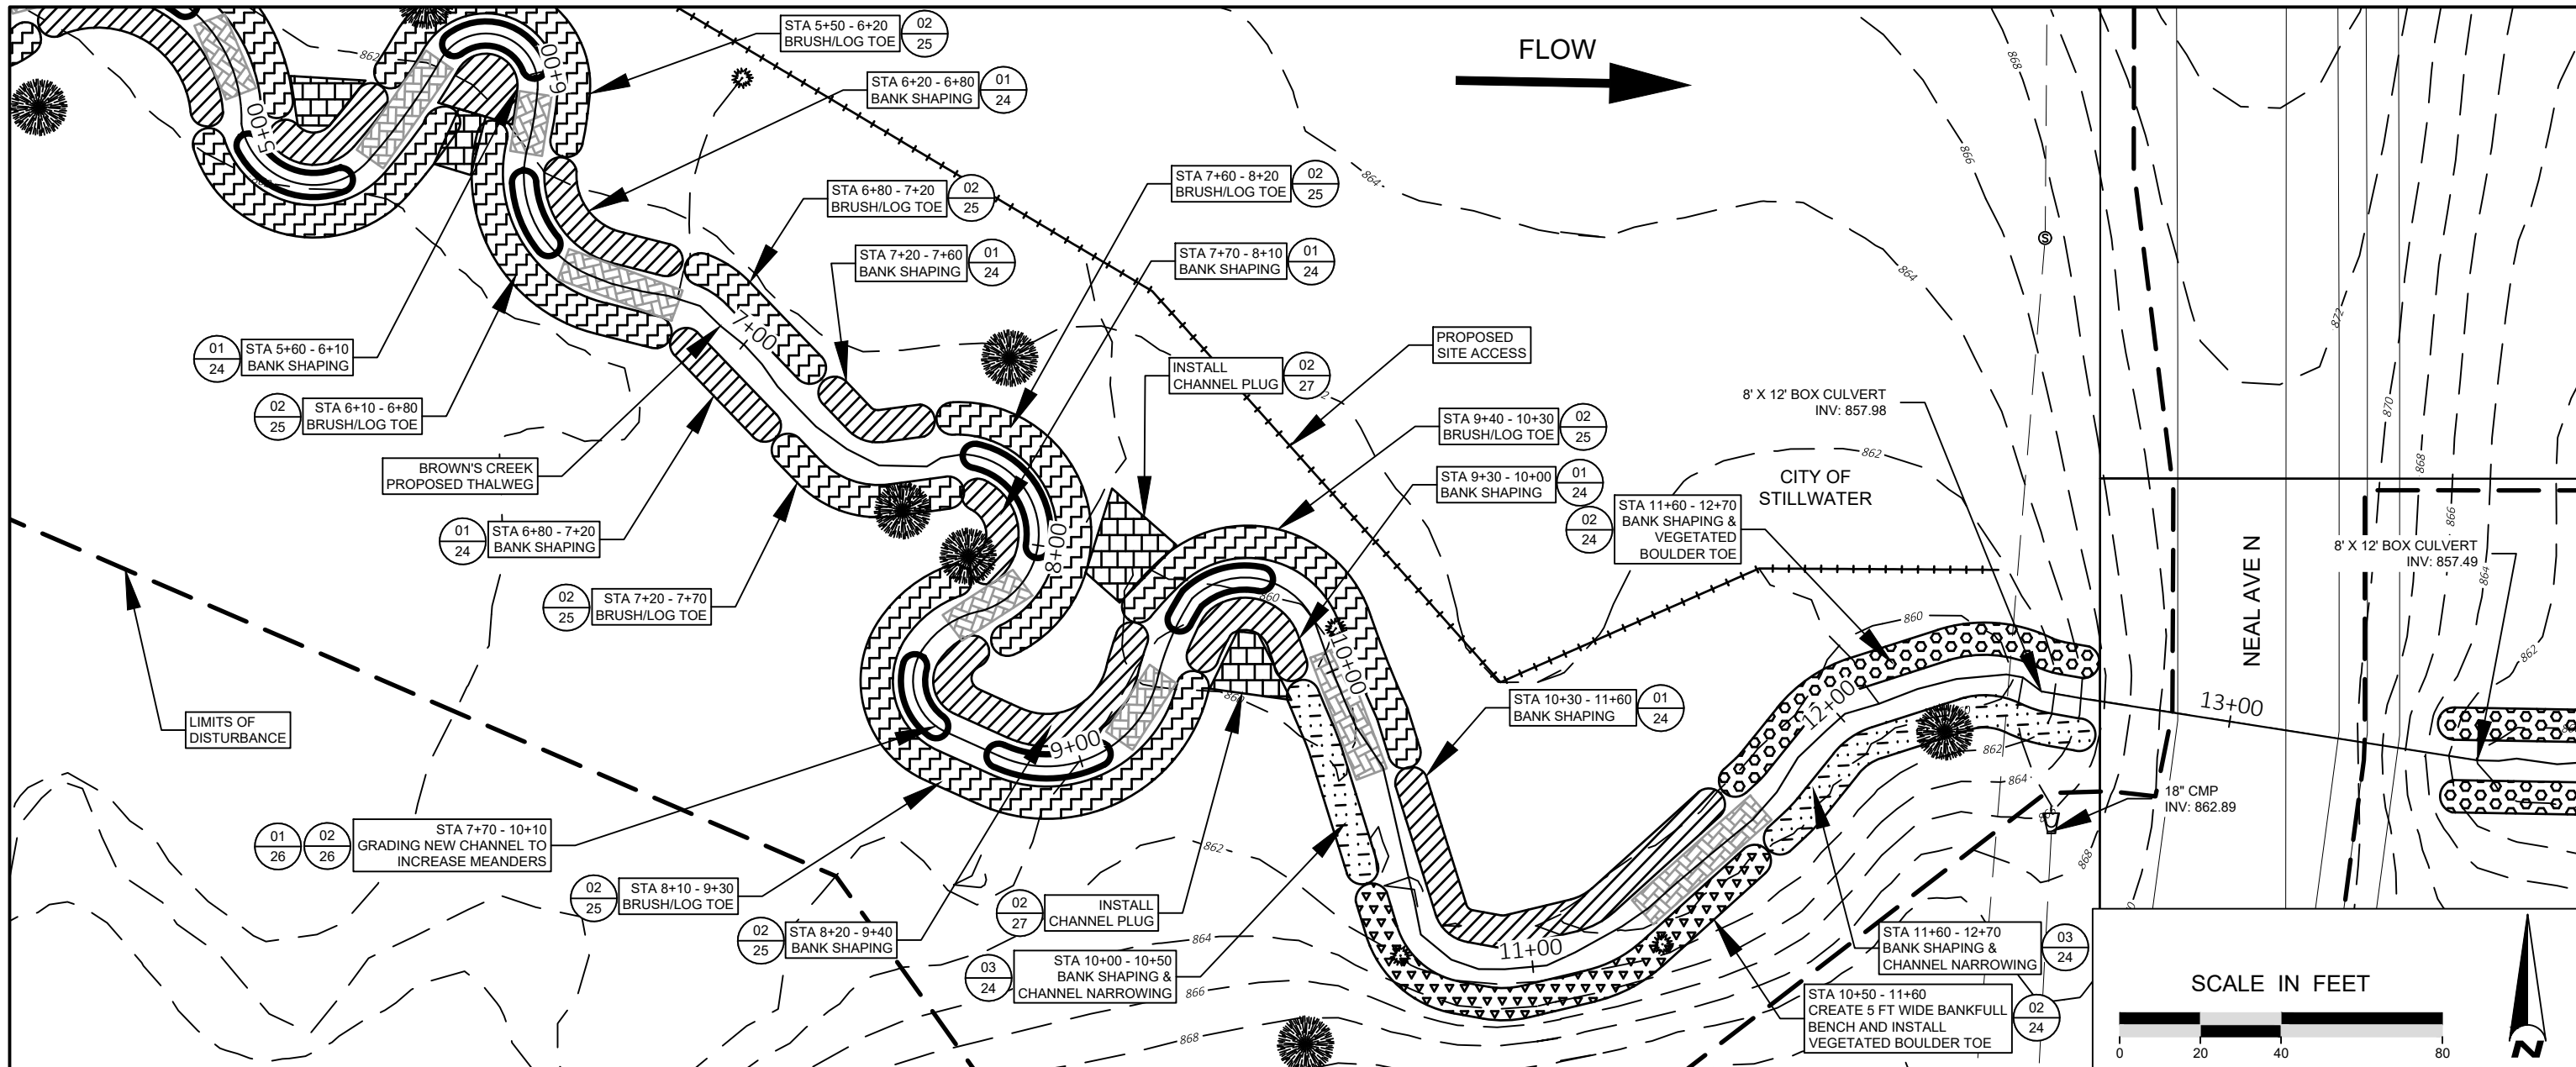 STA 5+50 - 6+20
BRUSH/LOG TOE
02
25
STA 6+20 - 6+80
BANK SHAPING
01
24
FLOW
862
6+00
5+00
STA 6+80 - 7+20
BRUSH/LOG TOE
02
25
STA 7+60 - 8+20
BRUSH/LOG TOE
02
25
864
868
866
864
S
STA 7+20 - 7+60
BANK SHAPING
01
24
STA 7+70 - 8+10
BANK SHAPING
01
24
01
24
STA 5+60 - 6+10
BANK SHAPING
7+00
INSTALL
CHANNEL PLUG
02
27
PROPOSED
SITE ACCESS
872
870
868
866
864
862
02
25
STA 6+10 - 6+80
BRUSH/LOG TOE
8' X 12' BOX CULVERT
INV: 857.98
STA 9+40 - 10+30
BRUSH/LOG TOE
02
25
862
BROWN'S CREEK
PROPOSED THALWEG
STA 9+30 - 10+00
BANK SHAPING
01
24
CITY OF
STILLWATER
01
24
STA 6+80 - 7+20
BANK SHAPING
8+00
02
24
STA 11+60 - 12+70
BANK SHAPING &
VEGETATED
BOULDER TOE
NEAL AVE N
8' X 12' BOX CULVERT
INV: 857.49
02
25
STA 7+20 - 7+70
BRUSH/LOG TOE
860
860
10+00
860
LIMITS OF
DISTURBANCE
9+00
STA 10+30 - 11+60
BANK SHAPING
01
24
12+00
13+00
862
864
18" CMP
INV: 862.89
01
26
02
26
STA 7+70 - 10+10
GRADING NEW CHANNEL TO
INCREASE MEANDERS
862
868
02
25
STA 8+10 - 9+30
BRUSH/LOG TOE
02
27
INSTALL
CHANNEL PLUG
02
25
STA 8+20 - 9+40
BANK SHAPING
864
11+00
STA 11+60 - 12+70
BANK SHAPING &
CHANNEL NARROWING
03
24
03
24
STA 10+00 - 10+50
BANK SHAPING &
CHANNEL NARROWING
866
868
STA 10+50 - 11+60
CREATE 5 FT WIDE BANKFULL
BENCH AND INSTALL
VEGETATED BOULDER TOE
02
24
SCALE IN FEET
0 20 40 80
N